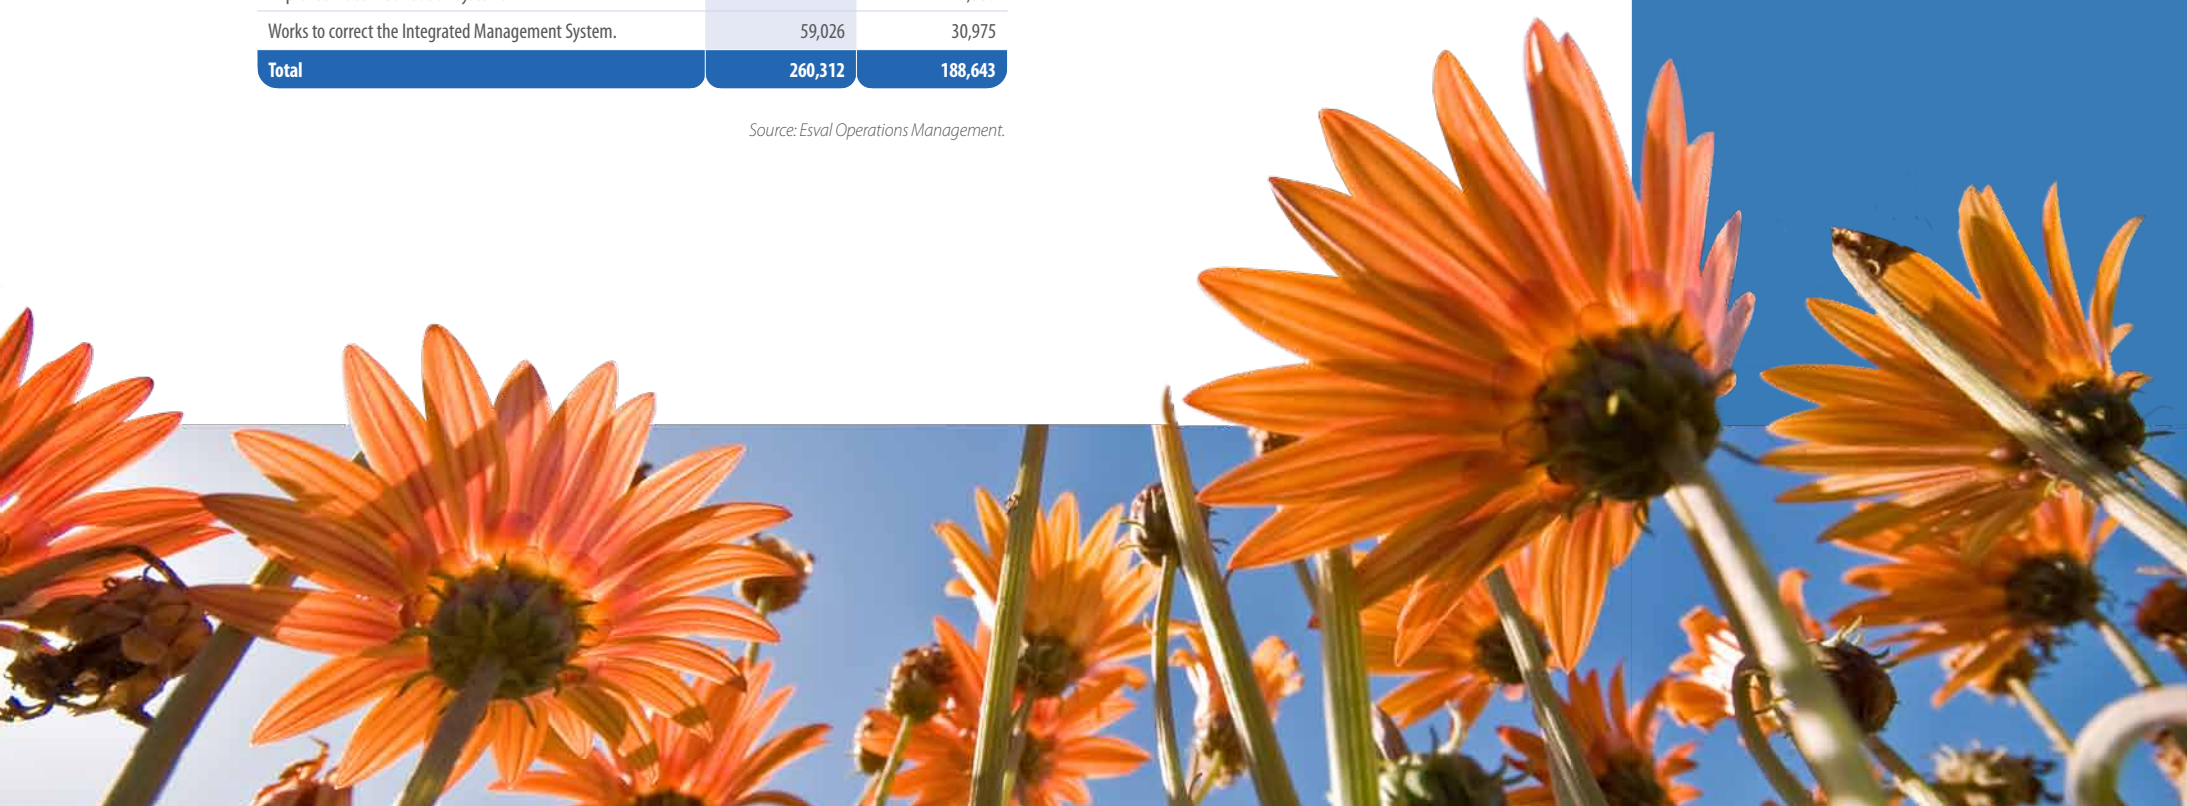 Works to correct the Integrated Management System. 59,026 30,975
Total 260,312 188,643
Source: Esval Operations Management.